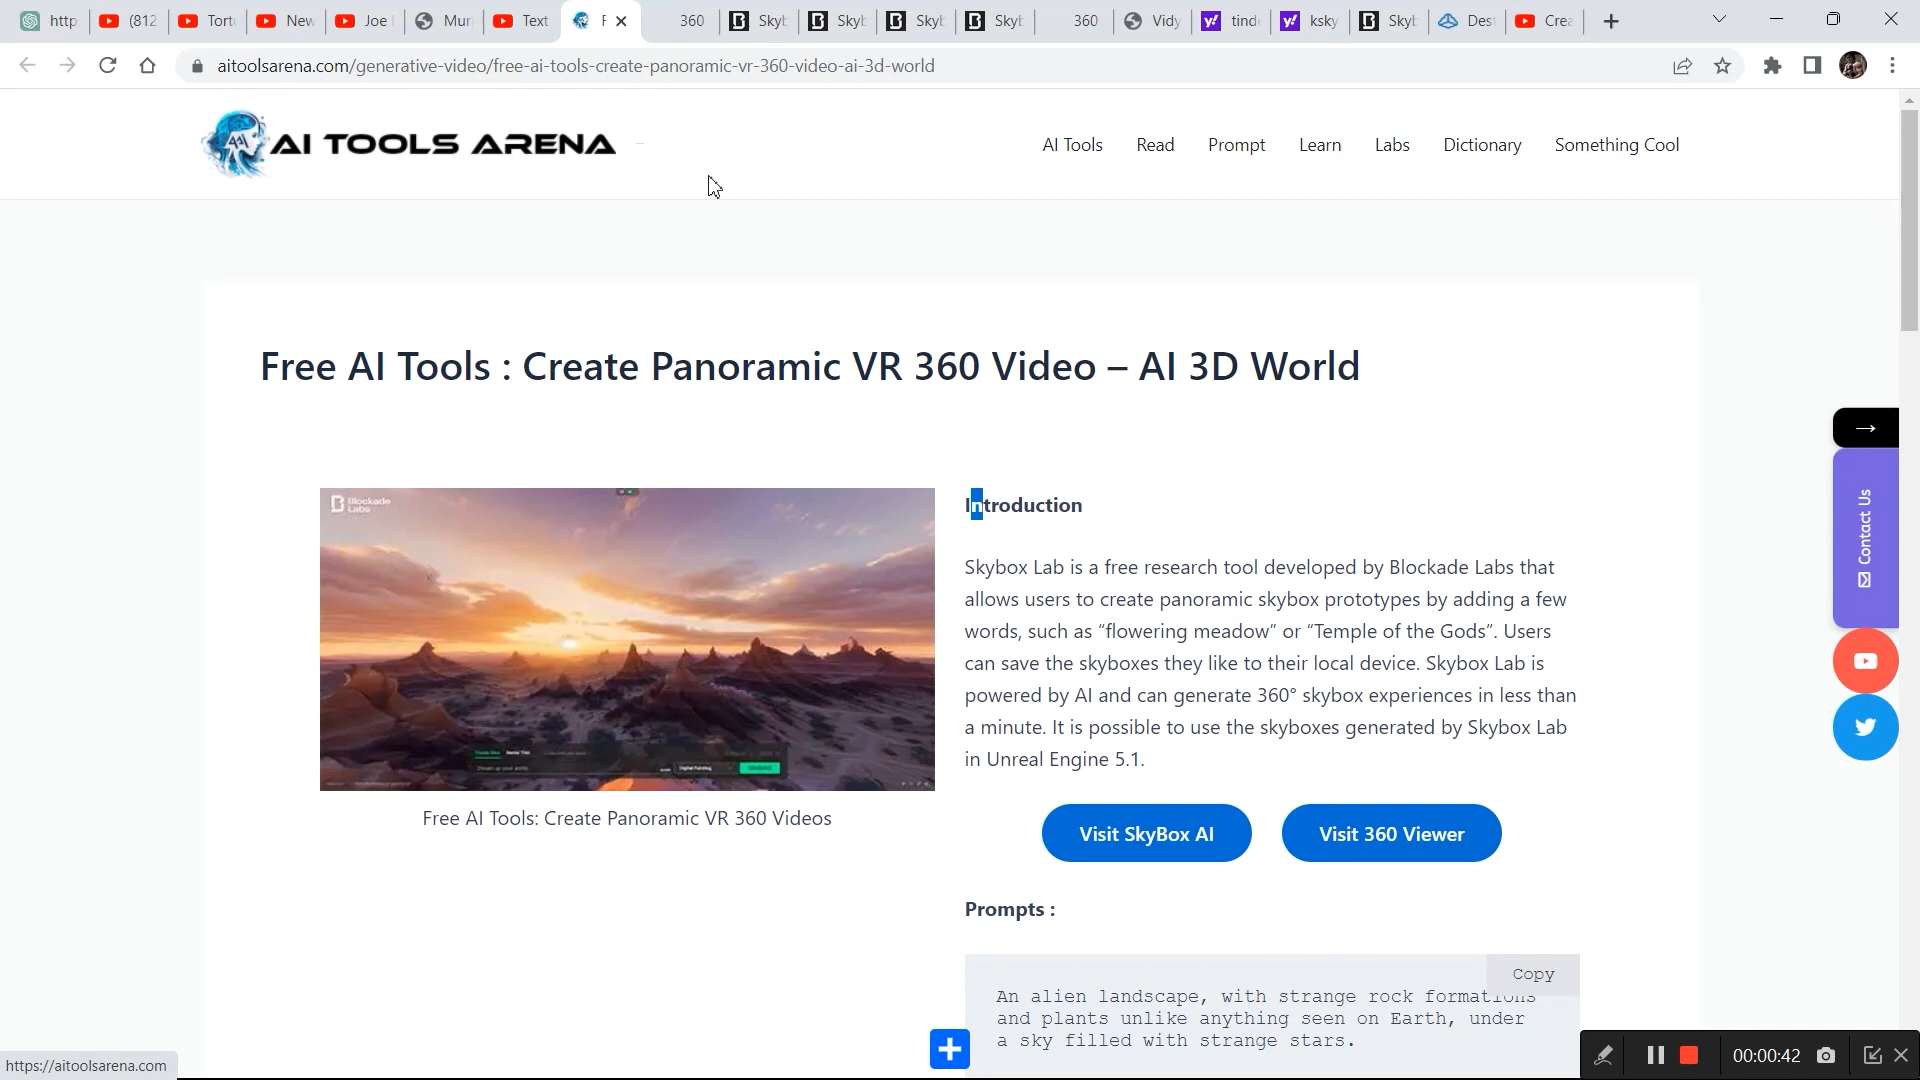 http
(812
Tort
New
Joe
Mur
Text
F
360
Skyb
Skyb
Skyb
Skyb
360
Vidy
tind
ksky
Skyb
Des
Crea
aitoolsarena.com/generative-video/free-ai-tools-create-panoramic-vr-360-video-ai-3d-world
AI TOOLS ARENA
AI Tools
Read
Prompt
Learn
Labs
Dictionary
Something Cool
Free AI Tools : Create Panoramic VR 360 Video – AI 3D World
Blockade
Labs
Digital Painting
Free AI Tools: Create Panoramic VR 360 Videos
Introduction
Skybox Lab is a free research tool developed by Blockade Labs that
allows users to create panoramic skybox prototypes by adding a few
words, such as “flowering meadow” or “Temple of the Gods”. Users
can save the skyboxes they like to their local device. Skybox Lab is
powered by AI and can generate 360° skybox experiences in less than
a minute. It is possible to use the skyboxes generated by Skybox Lab
in Unreal Engine 5.1.
Visit SkyBox AI
Visit 360 Viewer
Prompts :
Copy
An alien landscape, with strange rock formations
and plants unlike anything seen on Earth, under
a sky filled with strange stars.
→
Contact Us
https://aitoolsarena.com
00:00:42